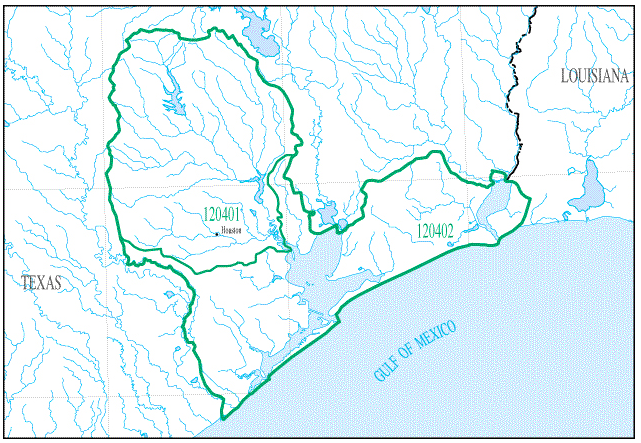 LOUISIANA
120401
Houston
120402
TEXAS
GULF OF MEXICO